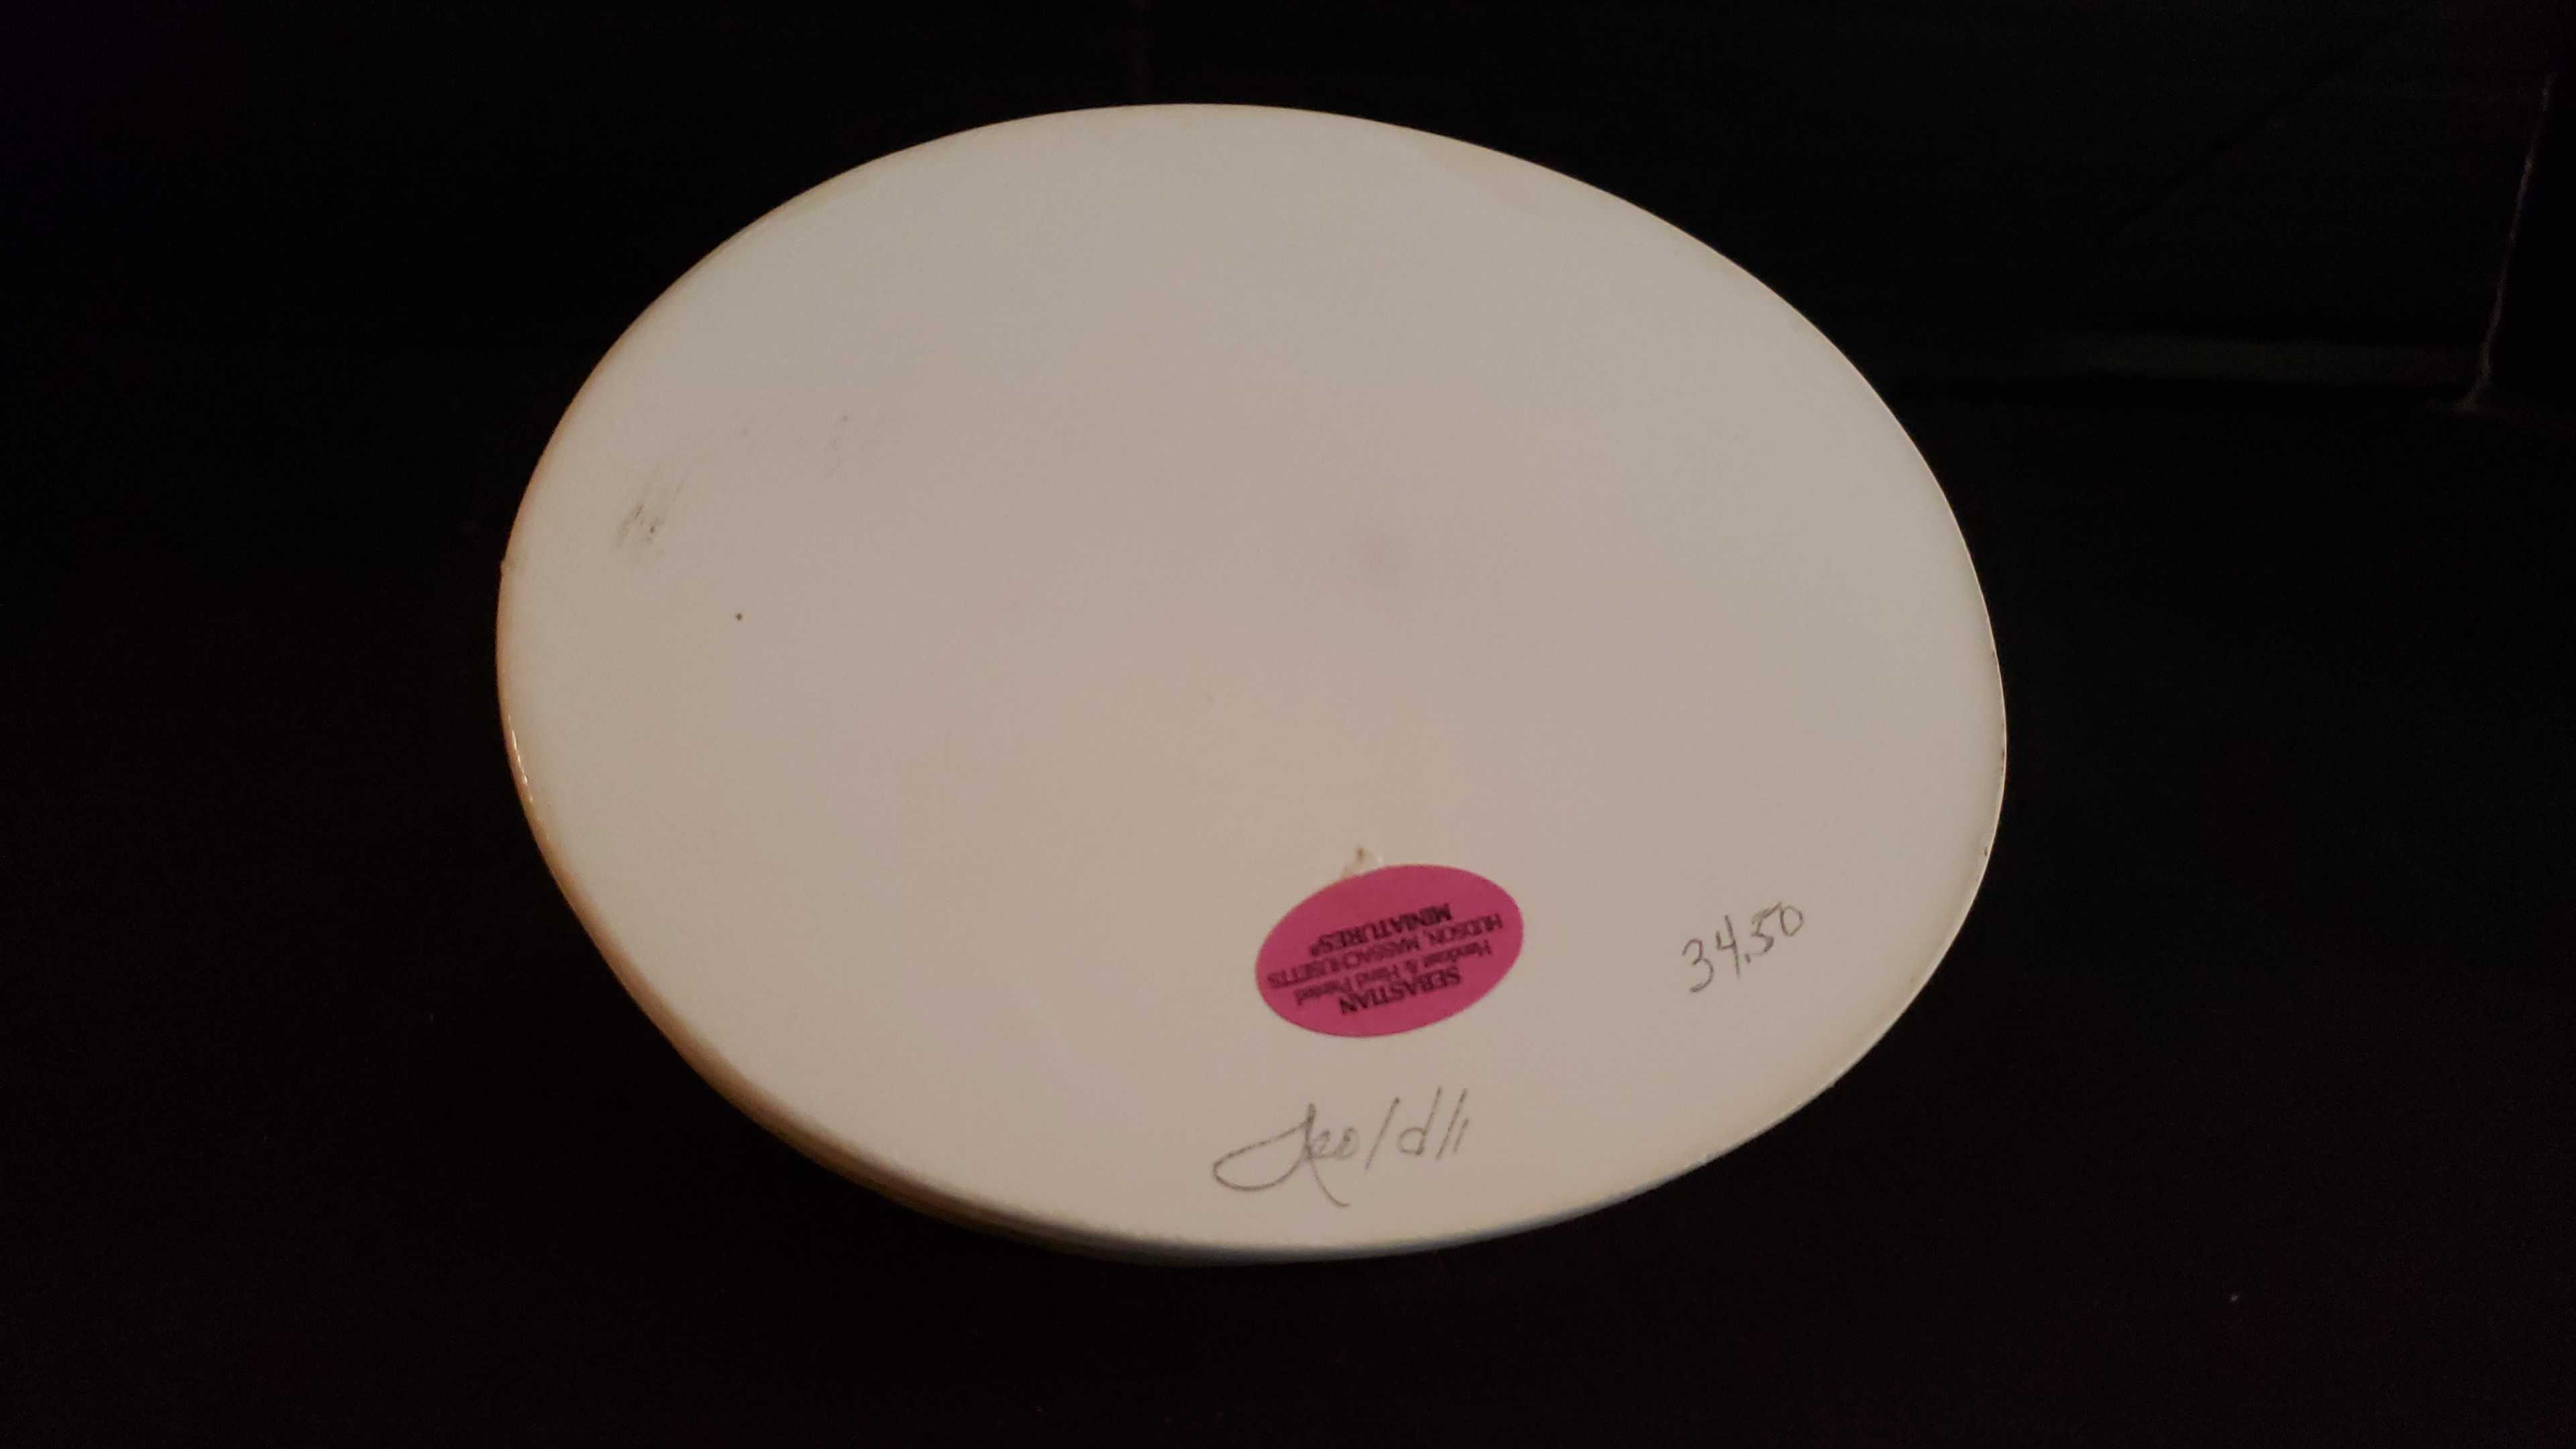 SEBASTIAN
Handcast & Hand Painted
HUDSON, MASSACHUSETTS
MINIATURES®
34.50